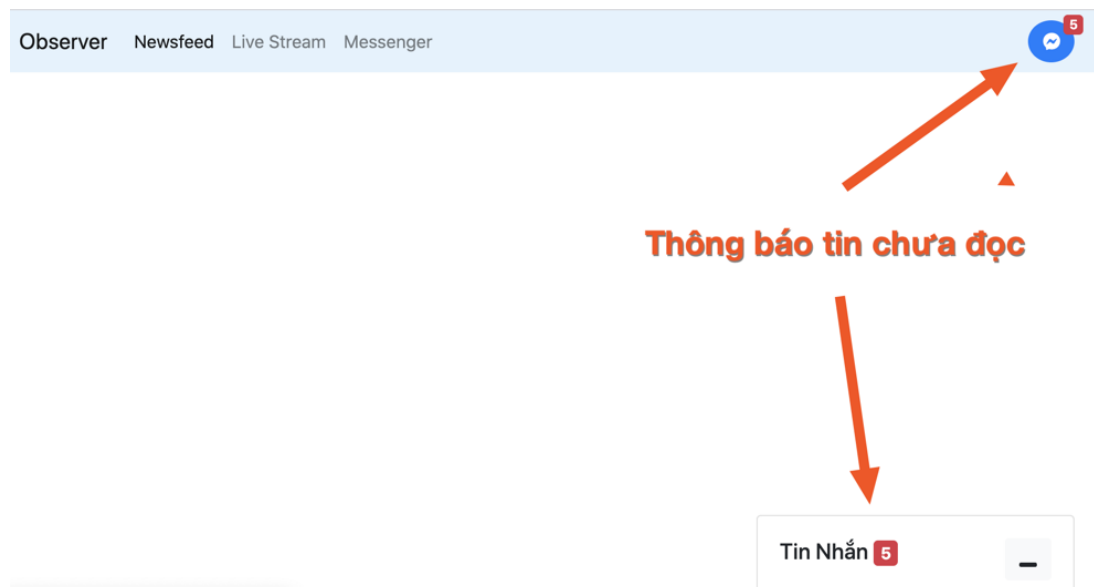 Observer Newsfeed Live Stream Messenger 5
Thông báo tin chưa đọc
Tin Nhắn 5